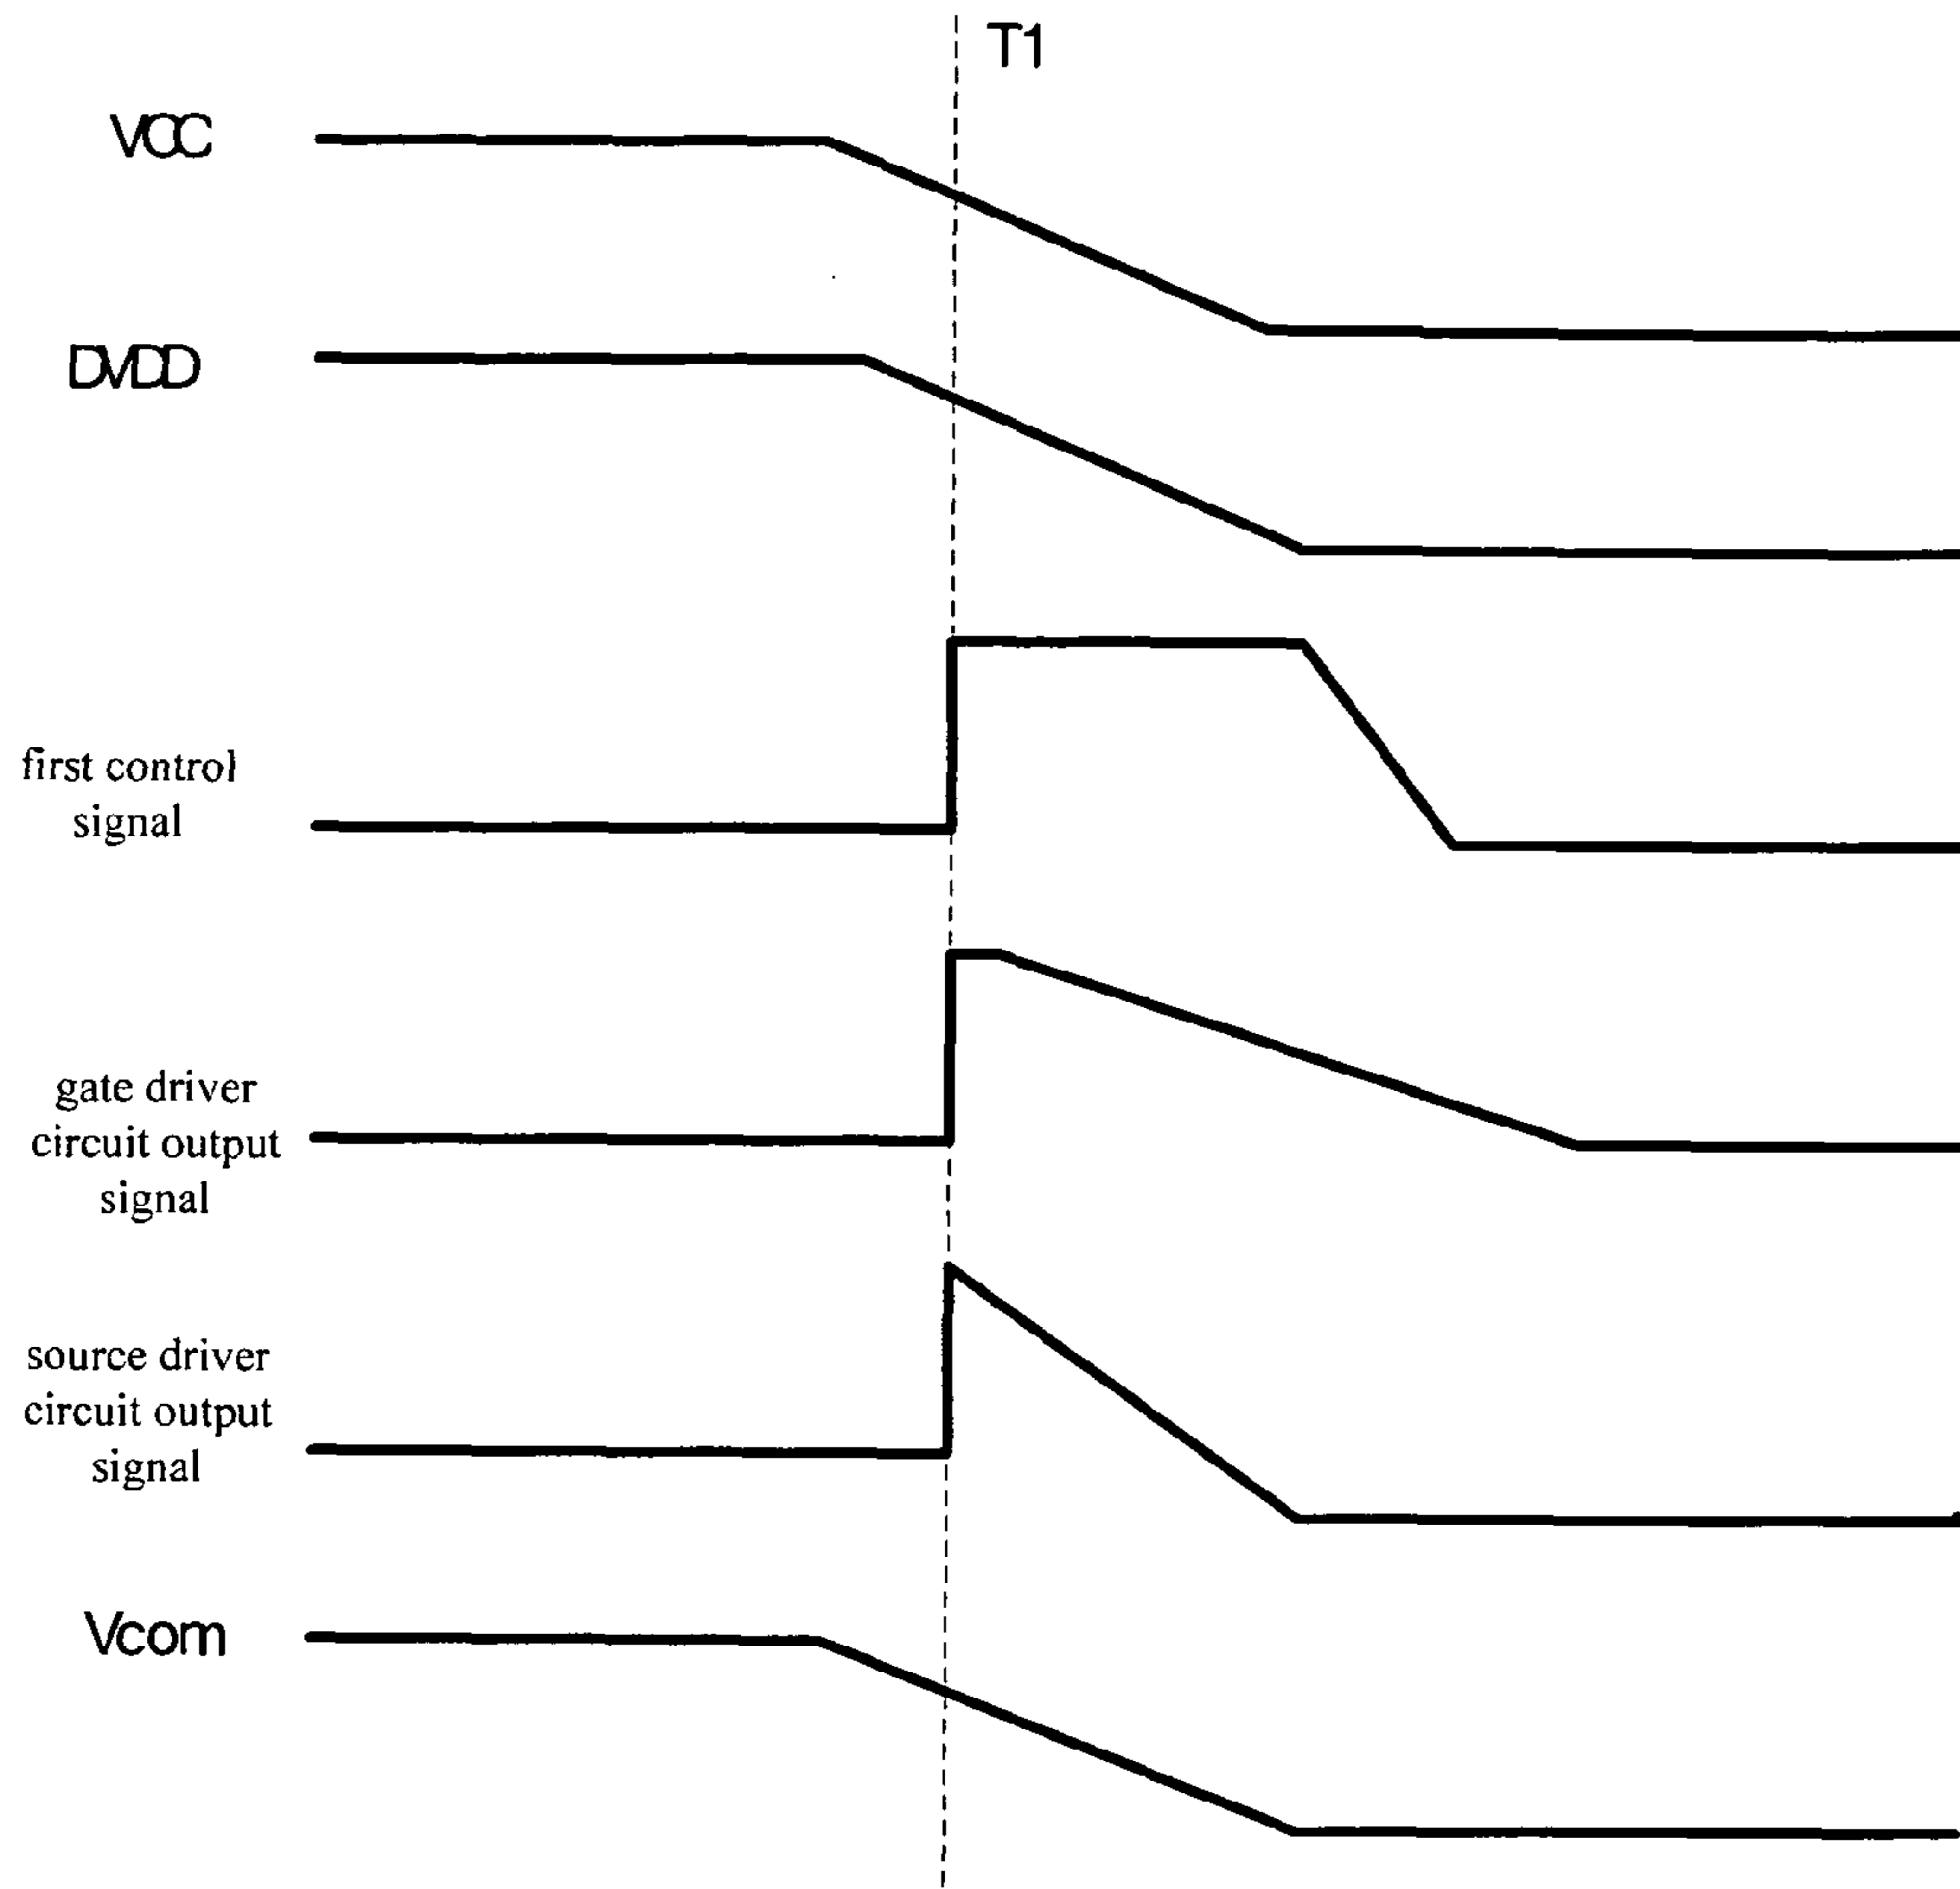 T1
VCC
DVDD
first control
signal
gate driver
circuit output
signal
source driver
circuit output
signal
Vcom